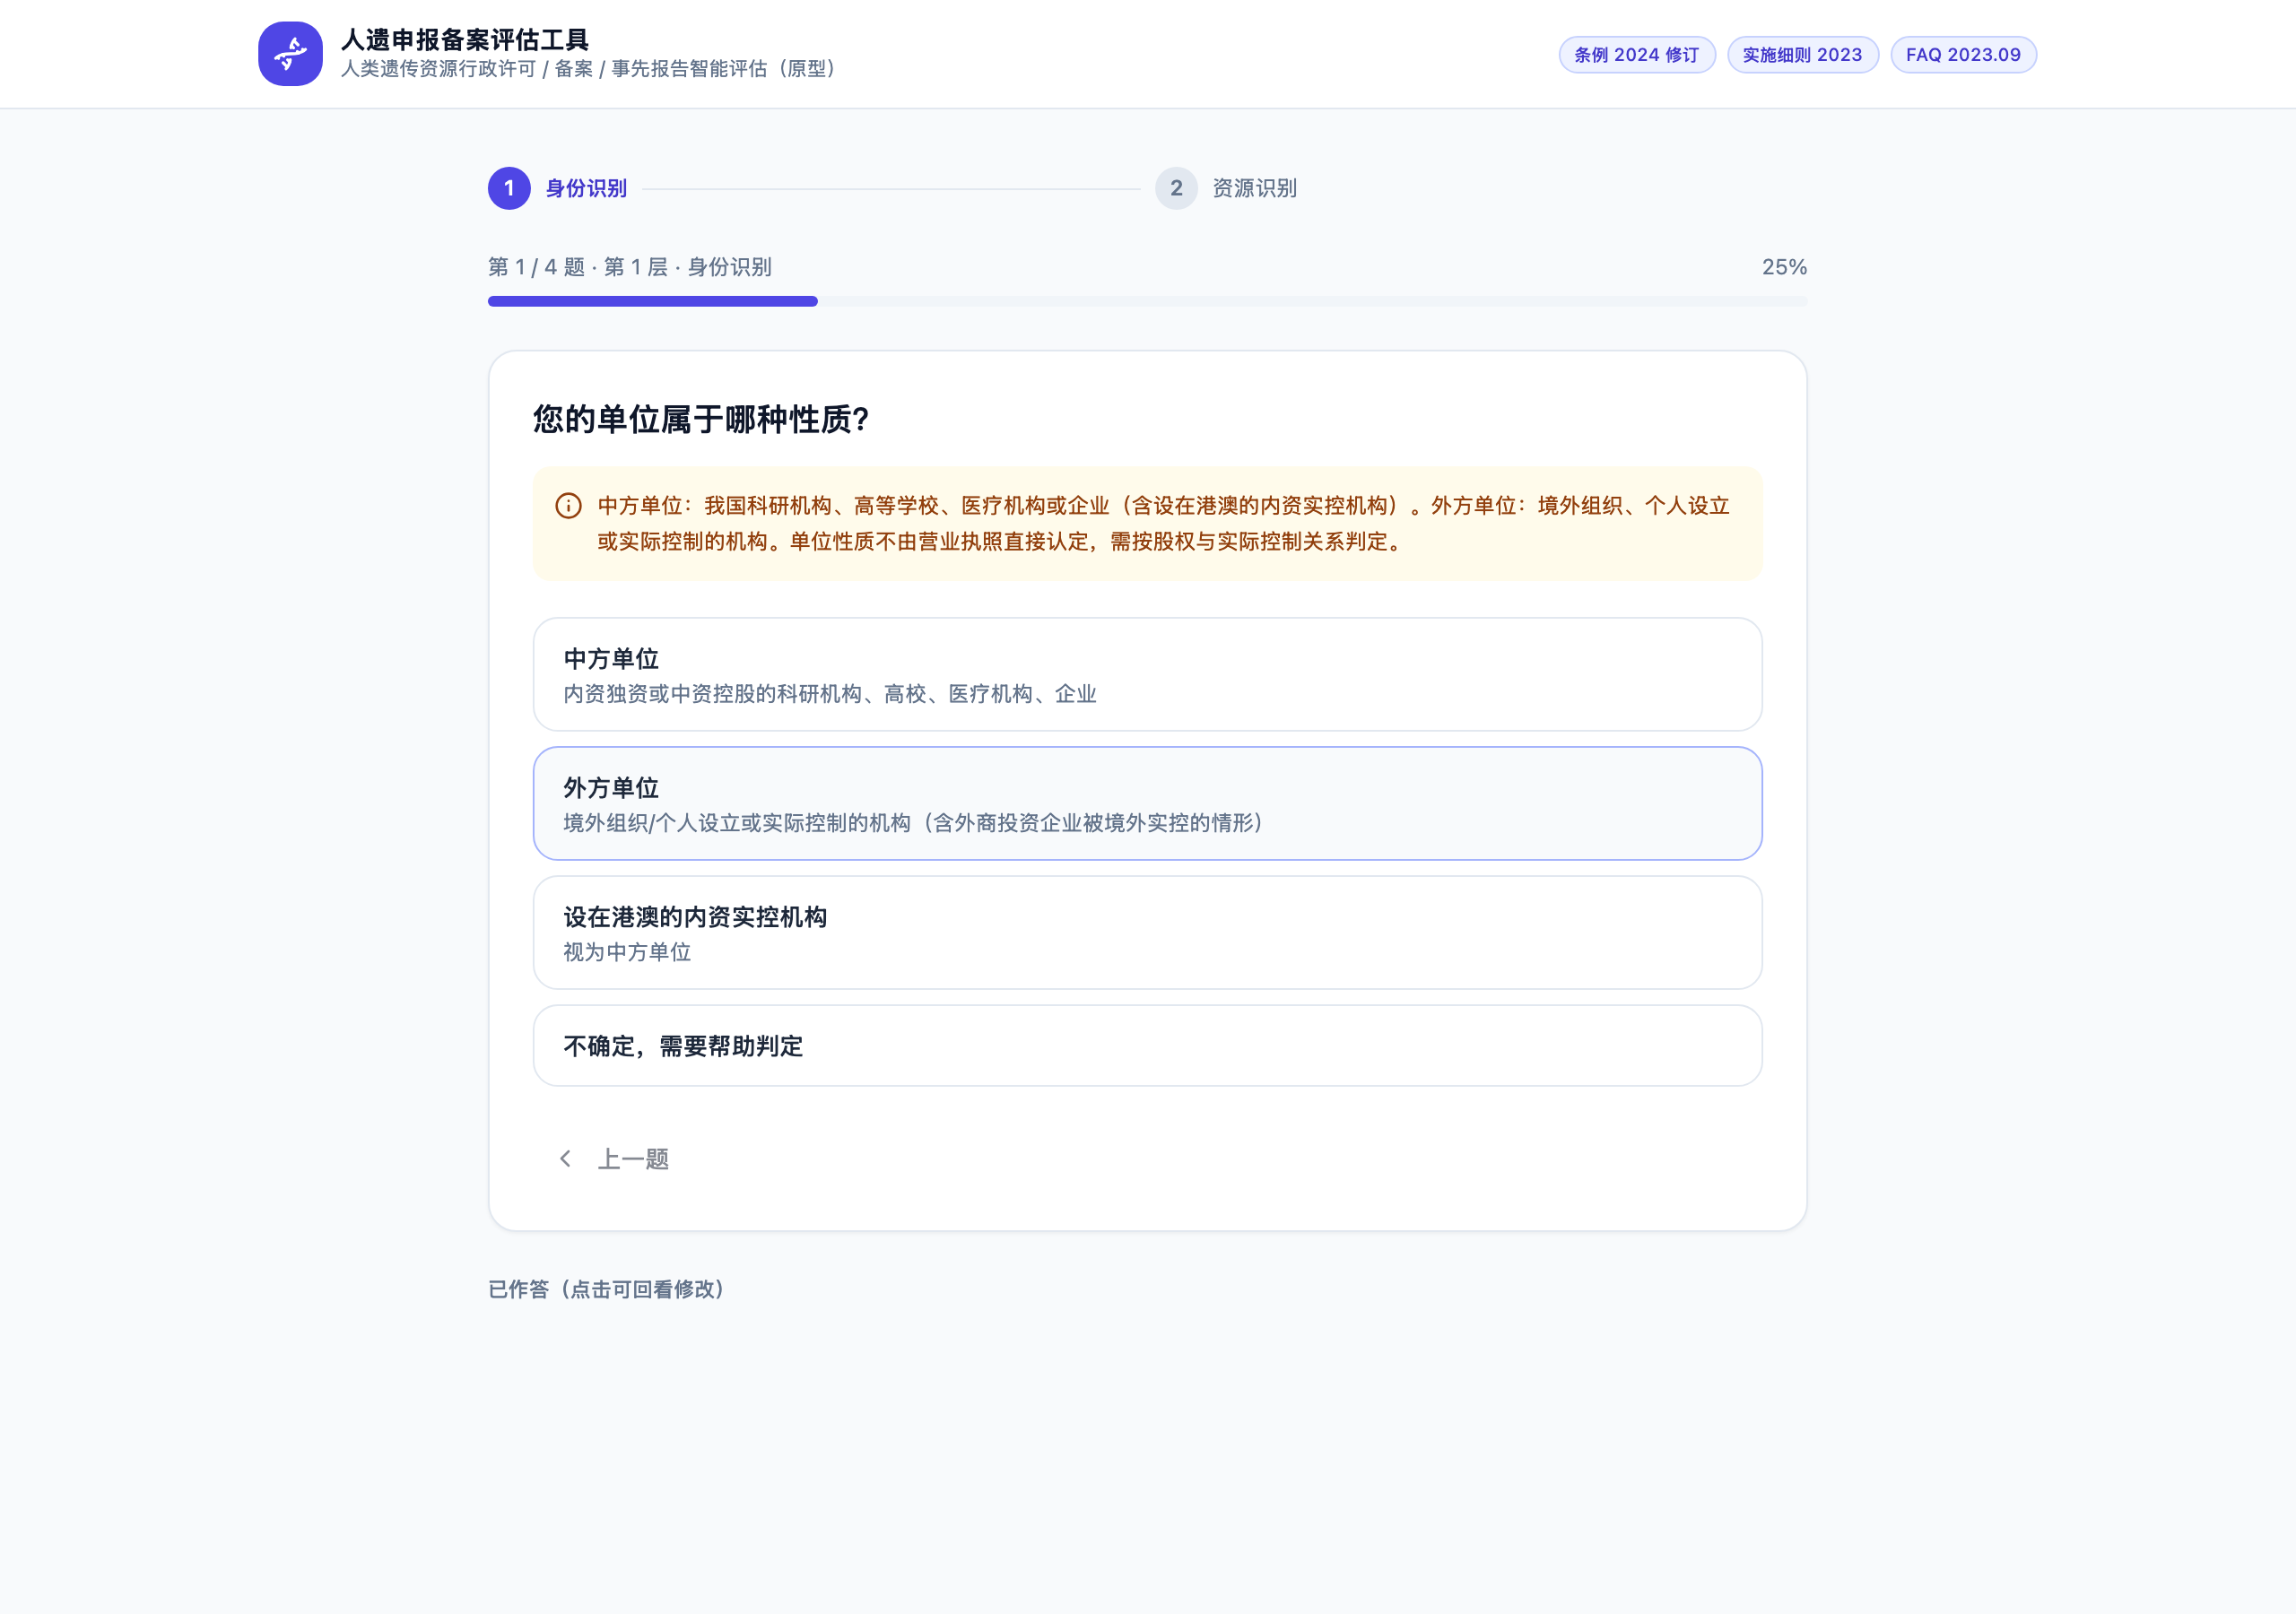 人遗申报备案评估工具
人类遗传资源行政许可 / 备案 / 事先报告智能评估（原型）
条例 2024 修订
实施细则 2023
FAQ 2023.09
1 身份识别
2 资源识别
第 1 / 4 题 · 第 1 层 · 身份识别
25%
您的单位属于哪种性质?
中方单位：我国科研机构、高等学校、医疗机构或企业（含设在港澳的内资实控机构）。外方单位：境外组织、个人设立
或实际控制的机构。单位性质不由营业执照直接认定，需按股权与实际控制关系判定。
中方单位
内资独资或中资控股的科研机构、高校、医疗机构、企业
外方单位
境外组织/个人设立或实际控制的机构（含外商投资企业被境外实控的情形）
设在港澳的内资实控机构
视为中方单位
不确定，需要帮助判定
上一题
已作答（点击可回看修改）